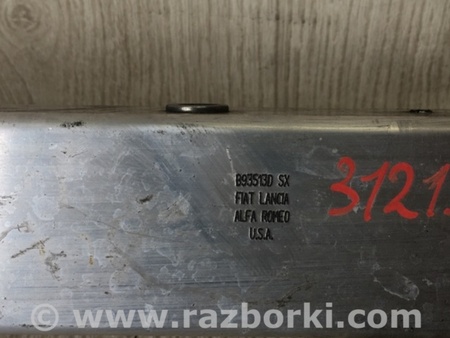 B935130 SX
FIAT LANCIA
ALFA ROMEO
U.S.A.
3121
© www.razborki.com